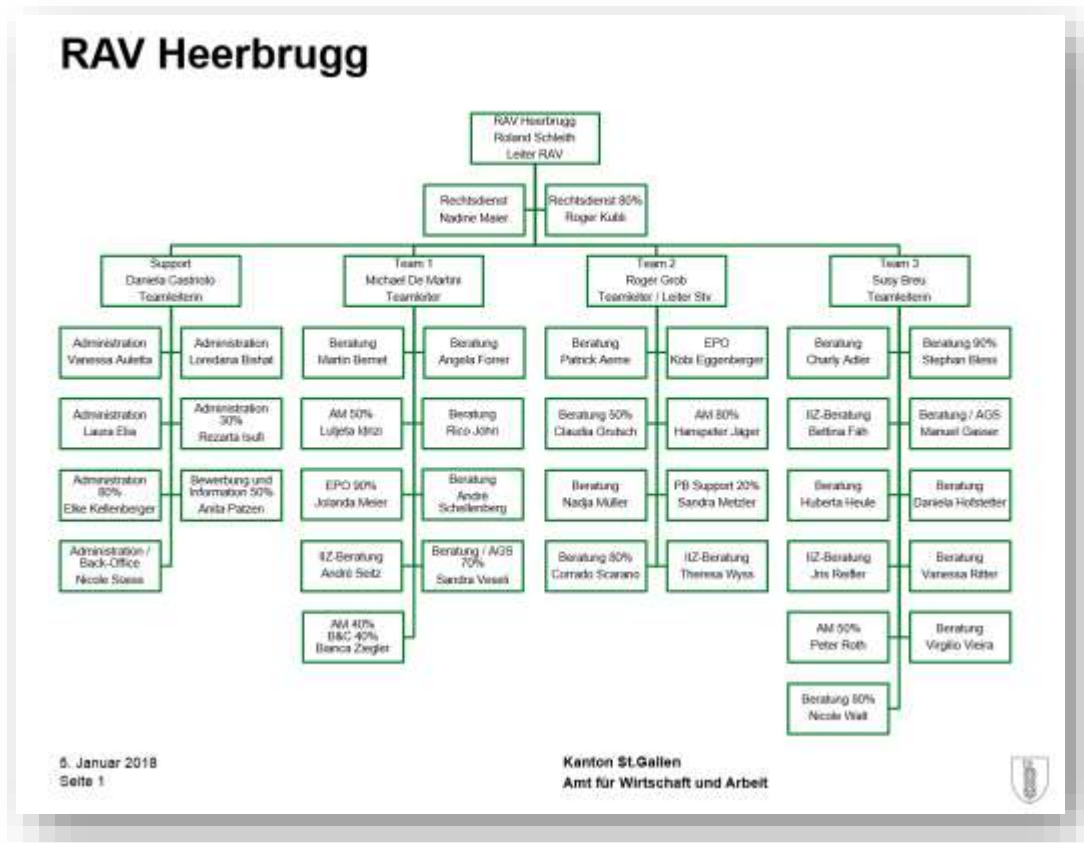 RAV Heerbrugg
RAV Heerbrugg
Roland Schleith
Leiter RAV
Rechtsdienst
Nadine Maier
Rechtsdienst 80%
Roger Kubli
Support
Daniela Castriolo
Teamleiterin
Team 1
Michael De Martini
Teamleiter
Team 2
Roger Grob
Teamleiter / Leiter Stv
Team 3
Susy Breu
Teamleiterin
Administration
Vanessa Auletta
Administration
Loredana Bishat
Beratung
Martin Bernet
Beratung
Angela Forrer
Beratung
Patrick
EPO
Köbi Eggenberger
Beratung
Charly Adler
Beratung 90%
Stephan Bless
Administration
Laura Elia
Administration
30%
Rezarta Isufi
AM 50%
Luljeta Idrizi
Beratung
Rico John
Beratung 50%
Claudia Grutsch
AM 80%
Hanspeter Jäger
IIZ-Beratung
Bettina Fäh
Beratung / AGS
Manuel Gasser
Administration
80%
Elke Kellenberger
Bewerbung und
Information 50%
Anita Patzen
EPO 90%
Jolanda Meier
Beratung
André
Schellenberg
Beratung
Nadja Müller
PB Support 20%
Sandra Metzler
Beratung
Huberta Heule
Beratung
Daniela Hofstetter
Administration /
Back-Office
Nicole
IIZ-Beratung
André Seitz
Beratung / AGS
70%
Sandra Veseli
Beratung 80%
Corrado Scarano
IIZ-Beratung
Theresa Wyss
IIZ-Beratung
Jris Reifler
Beratung
Vanessa Ritter
AM 40%
B&C 40%
Bianca Ziegler
AM 50%
Peter Roth
Beratung
Virgilio Vieira
Beratung 80%
Nicole Walt
5. Januar 2018
Seite 1
Kanton St.Gallen
Amt für Wirtschaft und Arbeit